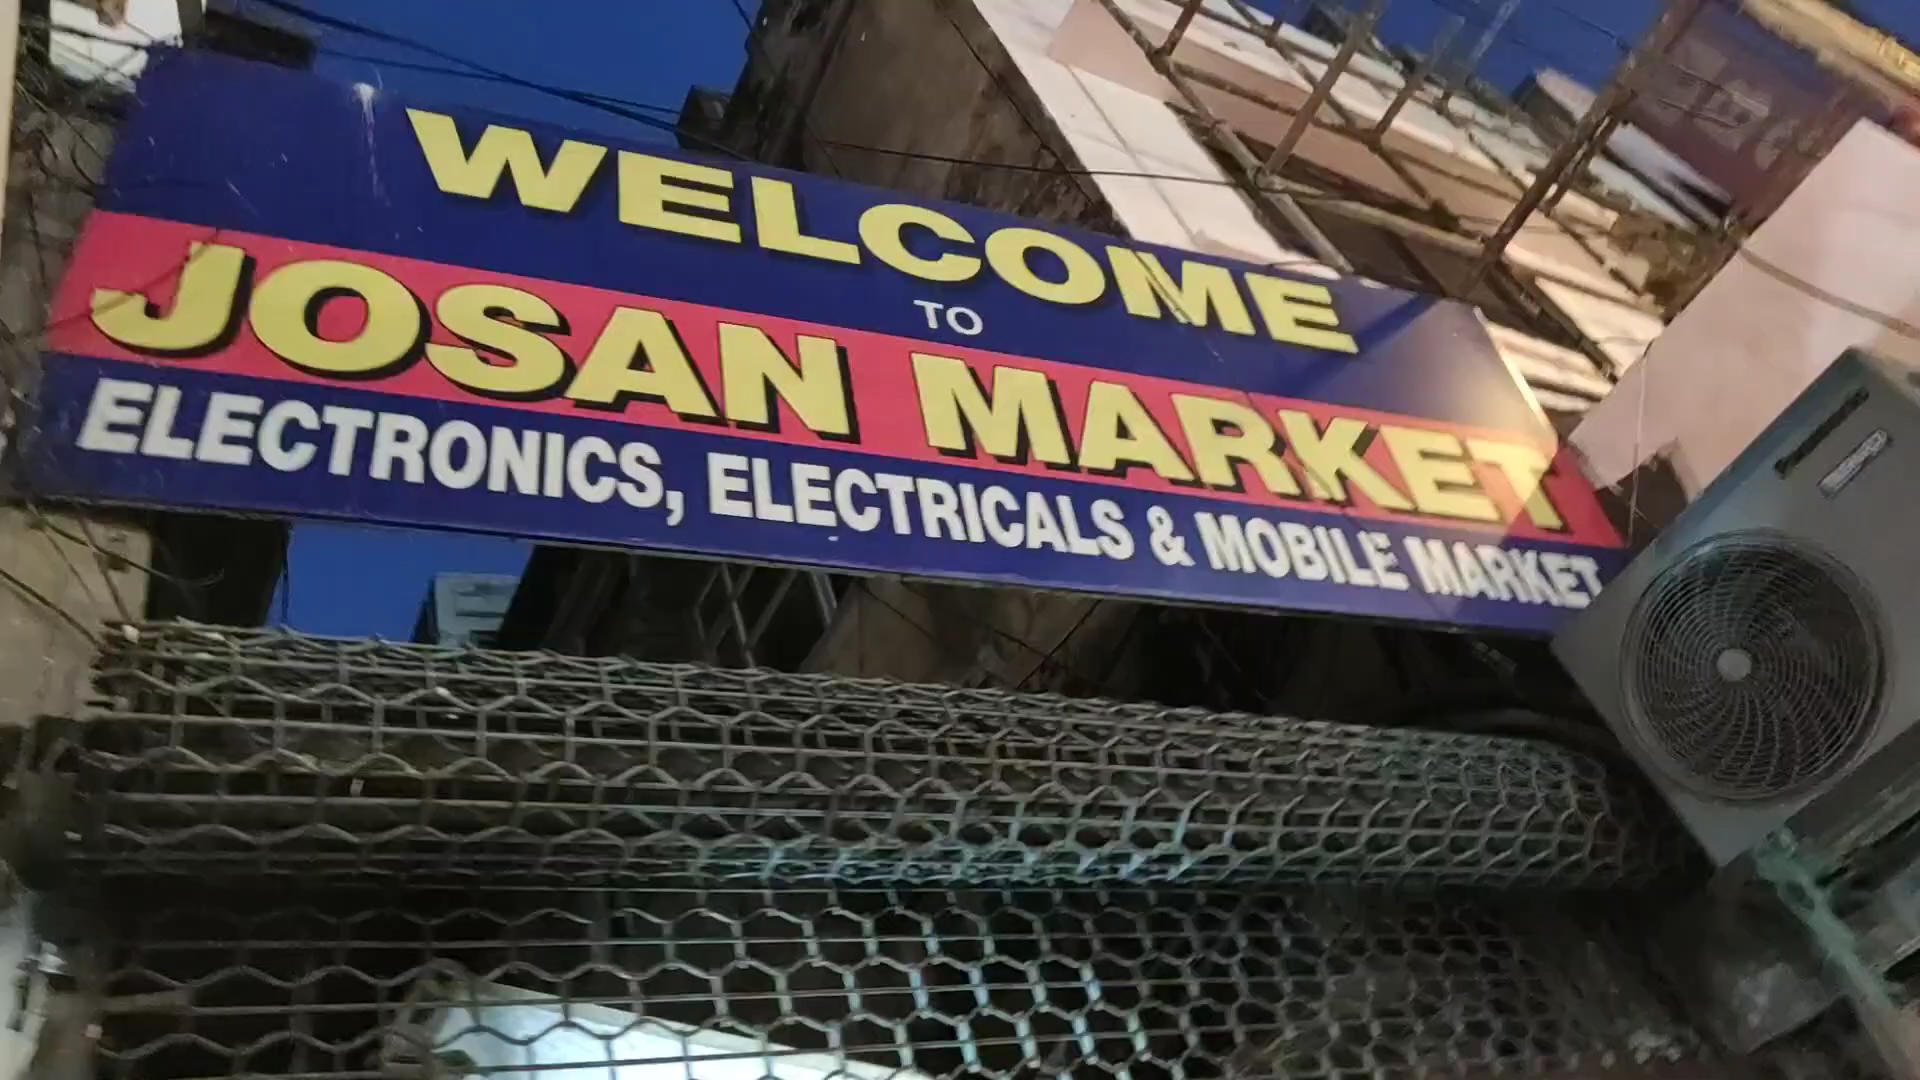 WELCOME
TO
JOSAN MARKET
ELECTRONICS, ELECTRICALS & MOBILE MARKET